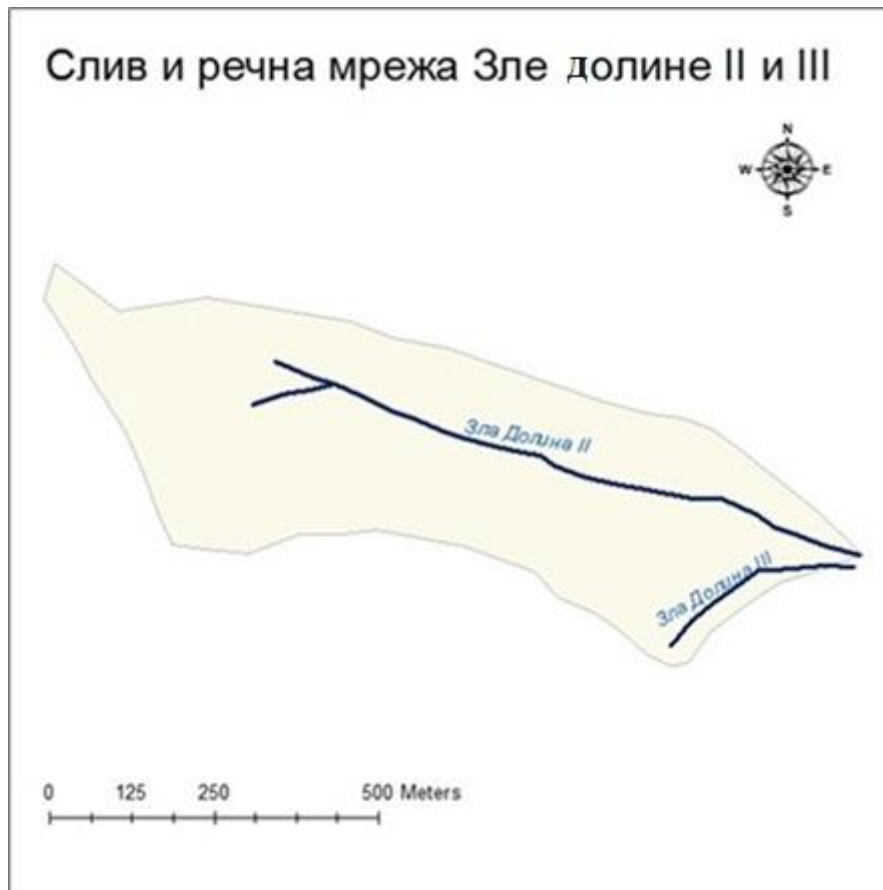 Слив и речна мрежа Зле долине II и III
N
W E
S
Зла Долина II
Зла Долина III
0 125 250 500 Meters